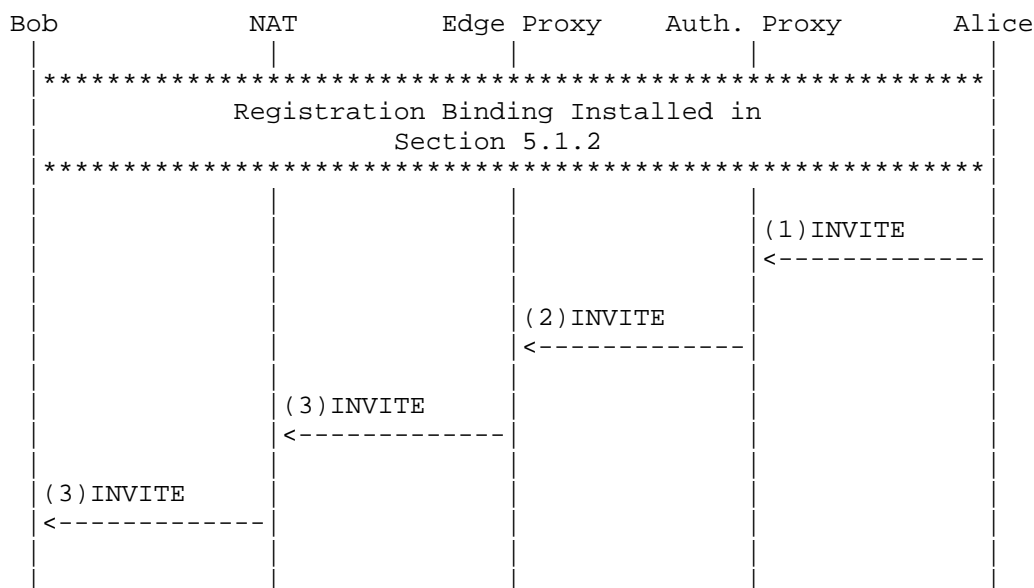 Bob NAT Edge Proxy Auth. Proxy Alice
************************************************************
Registration Binding Installed in
Section 5.1.2
************************************************************
(1)INVITE
<-------------
(2)INVITE
<-------------
(3)INVITE
<-------------
(3)INVITE
<-------------